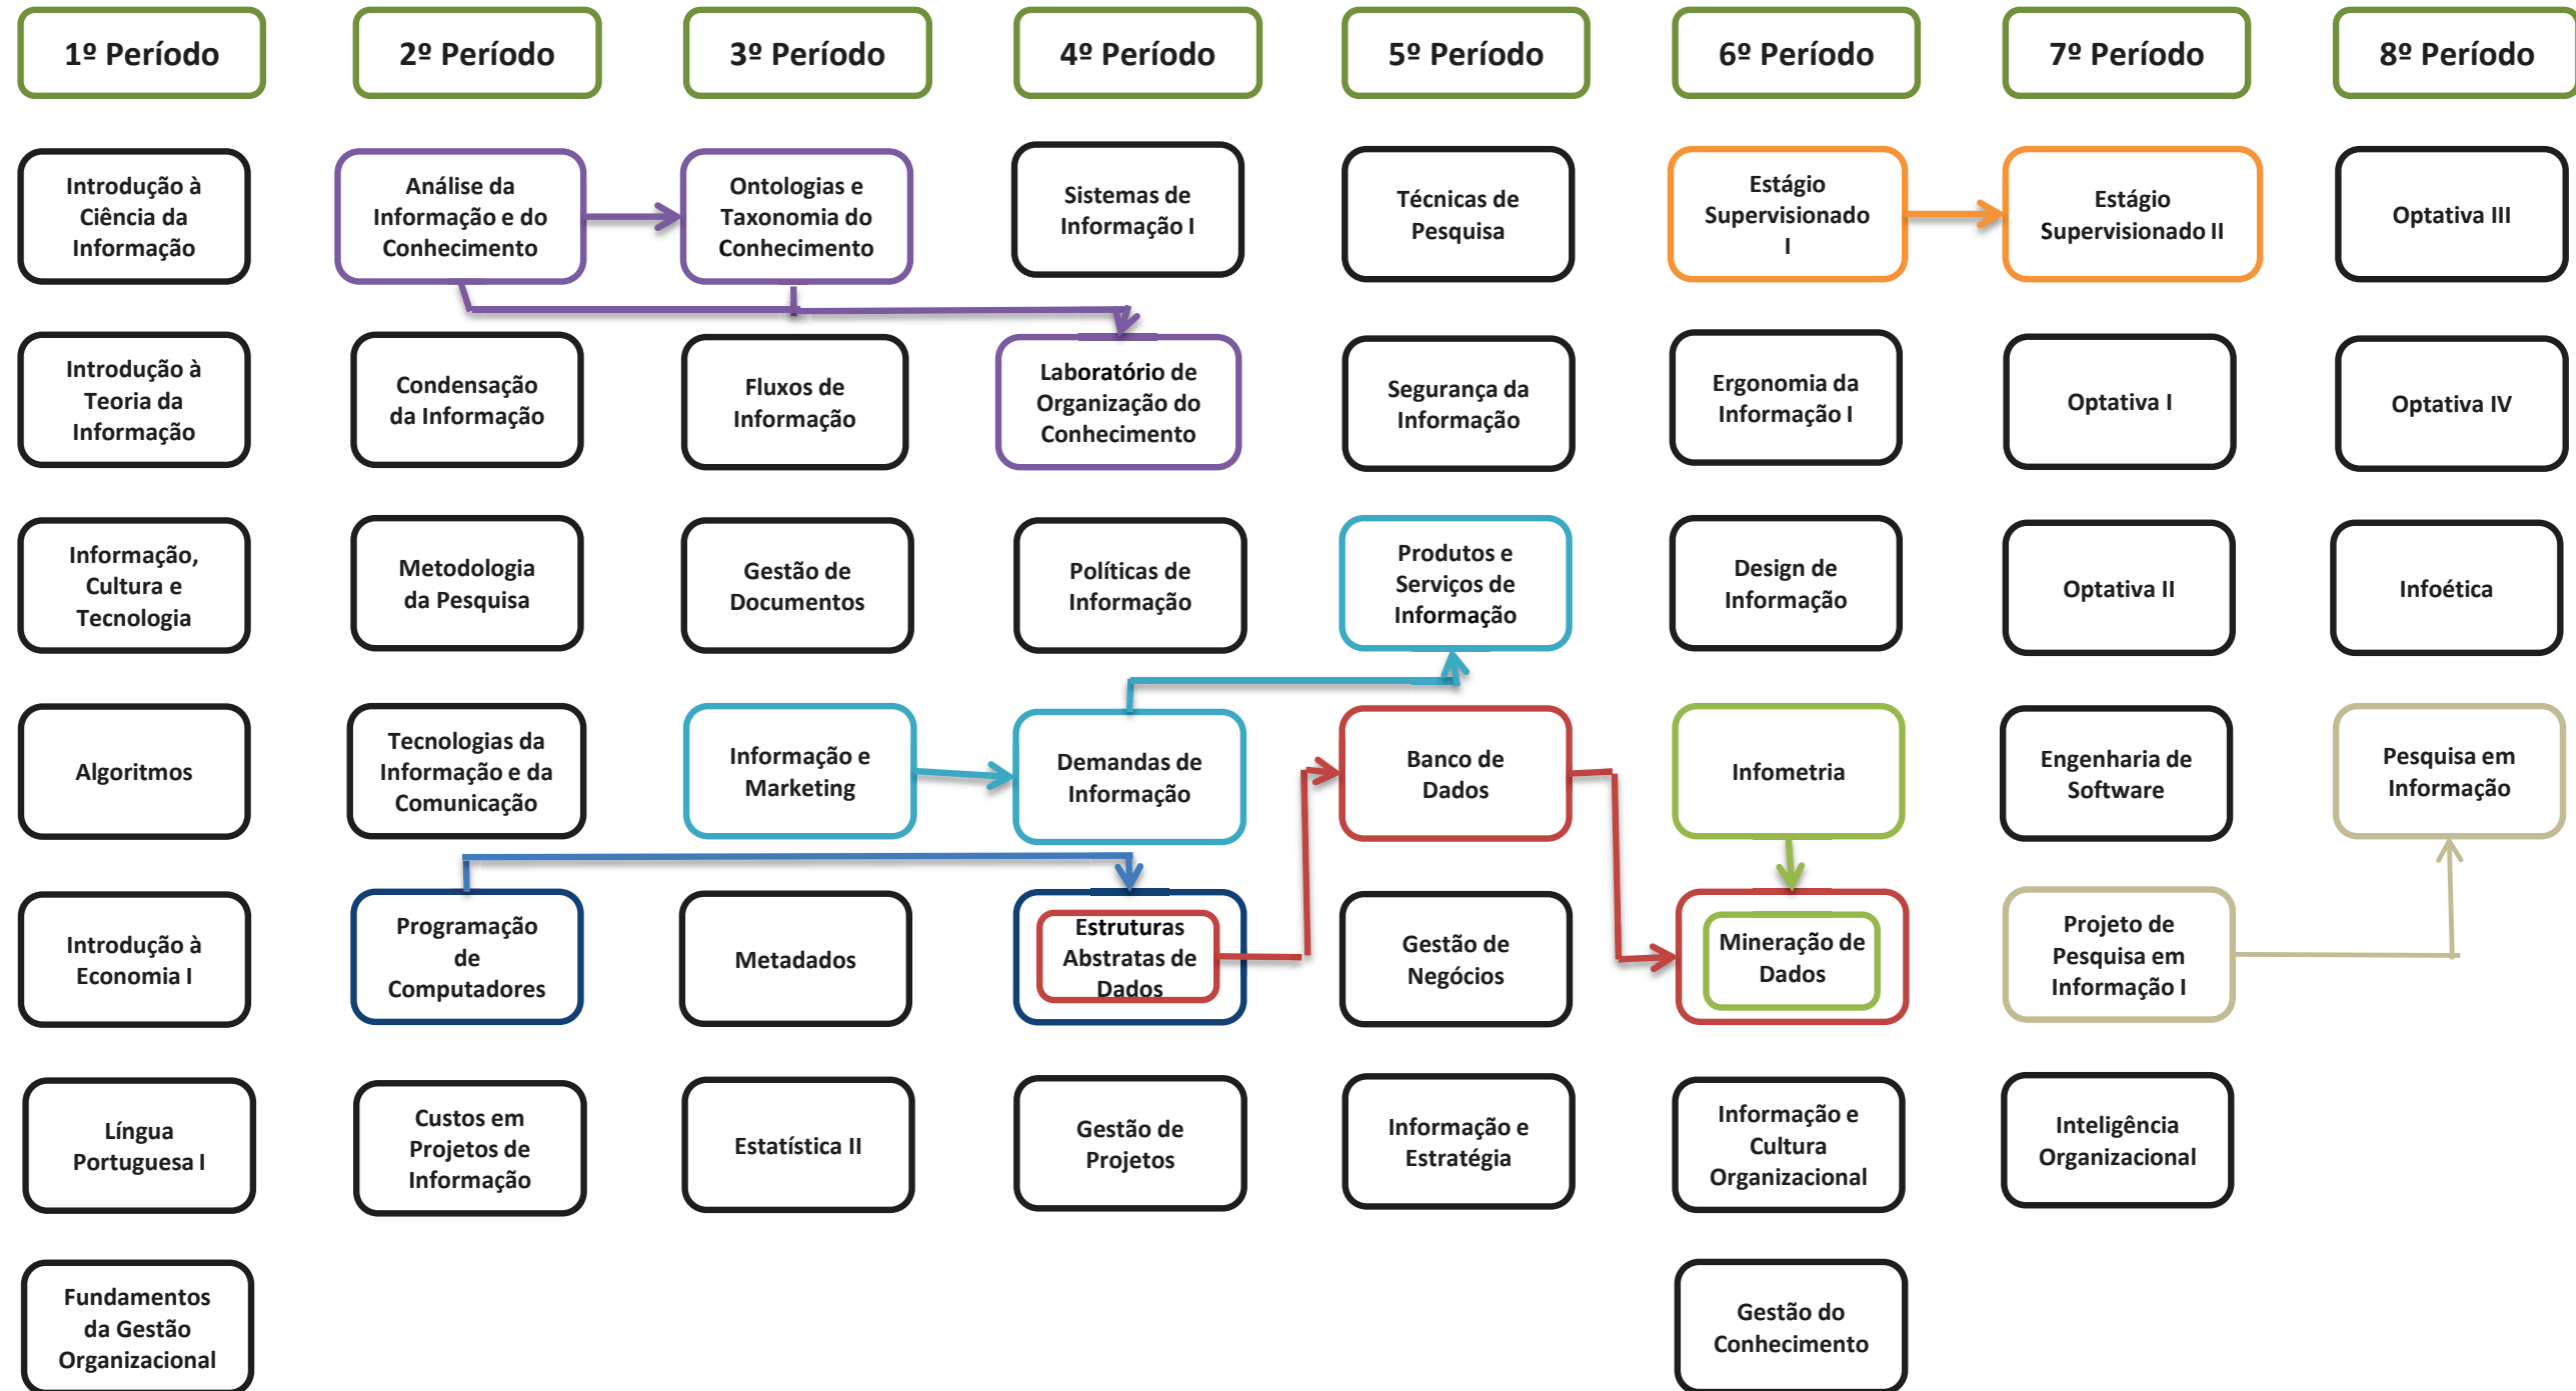 1º Período
2º Período
3º Período
4º Período
5º Período
6º Período
7º Período
8º Período
Introdução à
Ciência da
Informação
Análise da
Informação e do
Conhecimento
Ontologias e
Taxonomia do
Conhecimento
Sistemas de
Informação I
Técnicas de
Pesquisa
Estágio
Supervisionado
I
Estágio
Supervisionado II
Optativa III
Introdução à
Teoria da
Informação
Condensação
da Informação
Fluxos de
Informação
Laboratório de
Organização do
Conhecimento
Segurança da
Informação
Ergonomia da
Informação I
Optativa I
Optativa IV
Informação,
Cultura e
Tecnologia
Metodologia
da Pesquisa
Gestão de
Documentos
Políticas de
Informação
Produtos e
Serviços de
Informação
Design de
Informação
Optativa II
Infoética
Algoritmos
Tecnologias da
Informação e da
Comunicação
Informação e
Marketing
Demandas de
Informação
Banco de
Dados
Infometria
Engenharia de
Software
Pesquisa em
Informação
Introdução à
Economia I
Programação
de
Computadores
Metadados
Estruturas
Abstratas de
Dados
Gestão de
Negócios
Mineração de
Dados
Projeto de
Pesquisa em
Informação I
Língua
Portuguesa I
Custos em
Projetos de
Informação
Estatística II
Gestão de
Projetos
Informação e
Estratégia
Informação e
Cultura
Organizacional
Inteligência
Organizacional
Fundamentos
da Gestão
Organizacional
Gestão do
Conhecimento